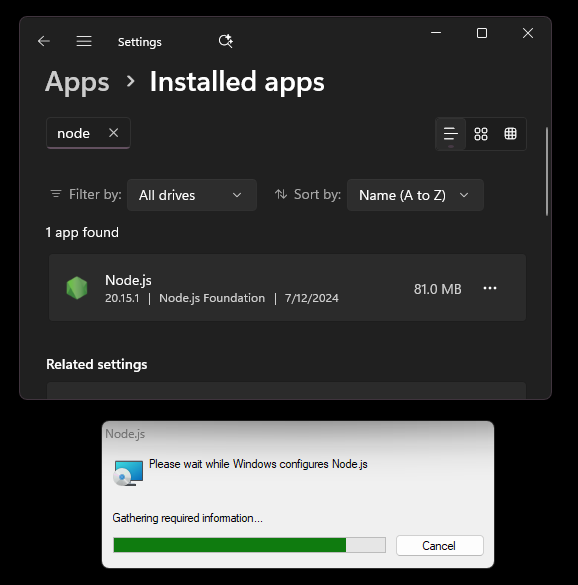 Settings
Apps > Installed apps
node
Filter by: All drives Sort by: Name (A to Z)
1 app found
Node.js
20.15.1 | Node.js Foundation | 7/12/2024 81.0 MB
Related settings
Node.js
Please wait while Windows configures Node.js
Gathering required information...
Cancel